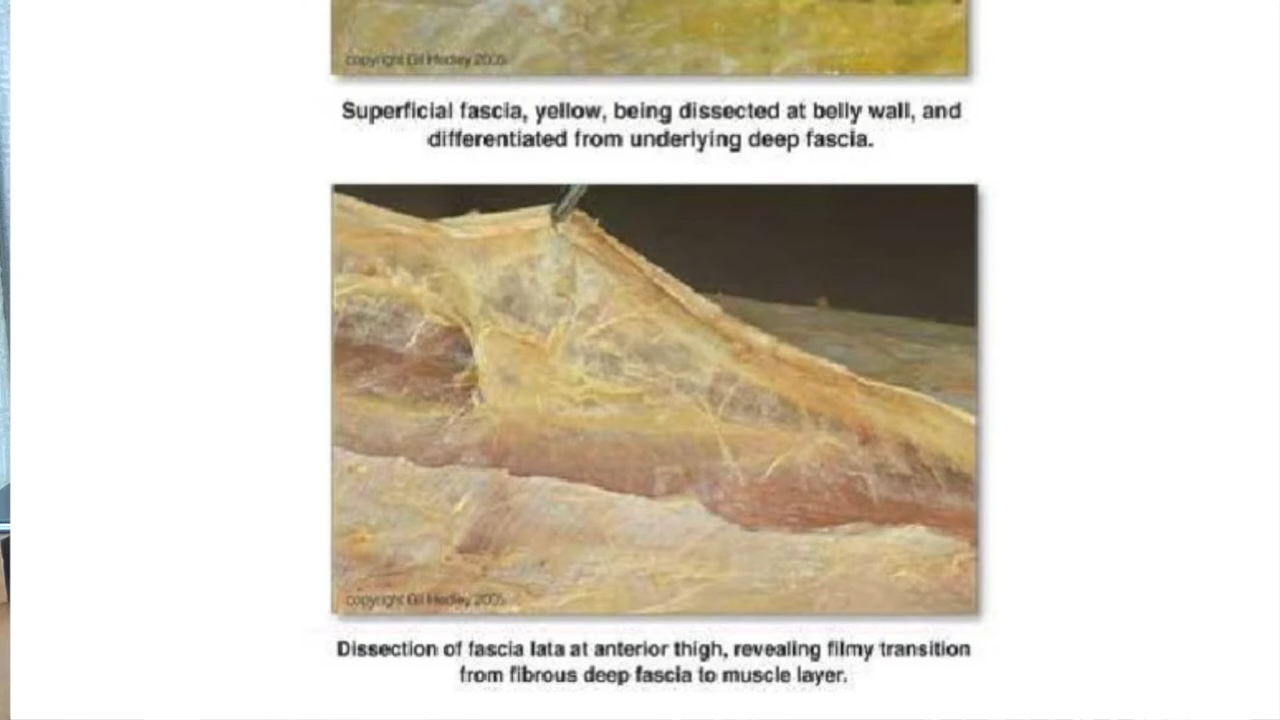 copyright Gil Hedley 2005
Superficial fascia, yellow, being dissected at belly wall, and
differentiated from underlying deep fascia.
copyright Gil Hedley 2005
Dissection of fascia lata at anterior thigh, revealing filmy transition
from fibrous deep fascia to muscle layer.